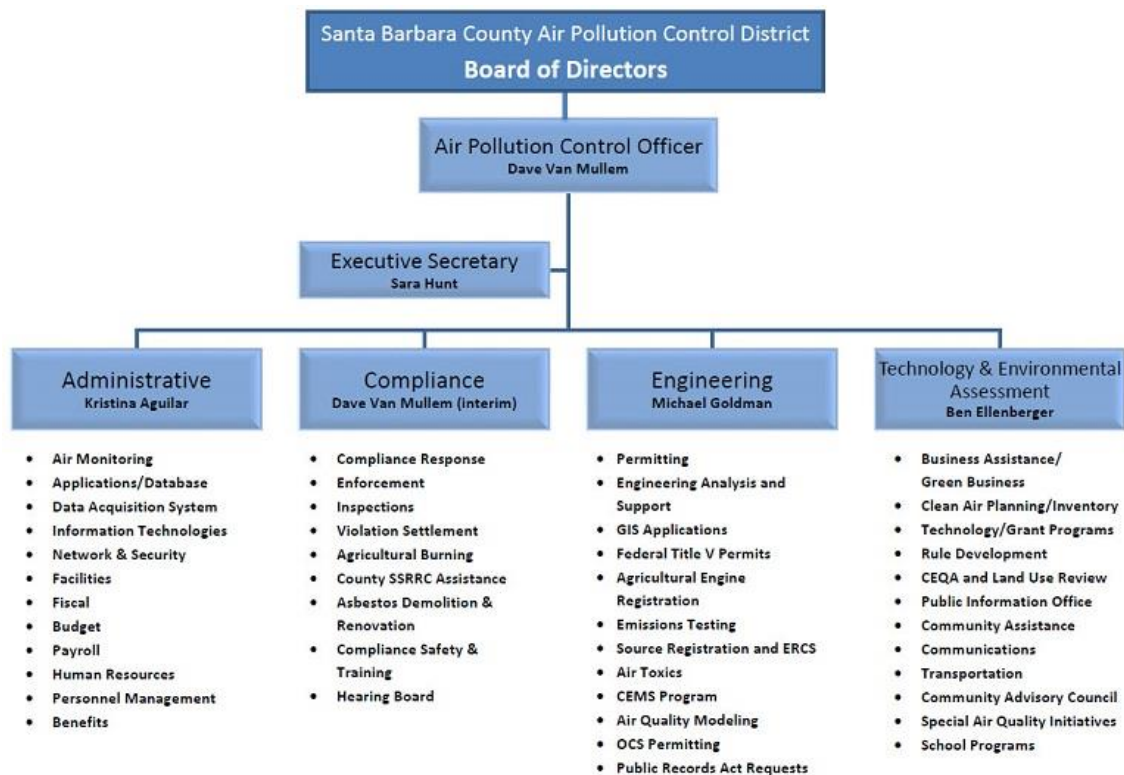 Santa Barbara County Air Pollution Control District
Board of Directors
Air Pollution Control Officer
Dave Van Mullem
Executive Secretary
Sara Hunt
Administrative
Kristina Aguilar
• Air Monitoring
• Applications/Database
• Data Acquisition System
• Information Technologies
• Network & Security
• Facilities
• Fiscal
• Budget
• Payroll
• Human Resources
• Personnel Management
• Benefits
Compliance
Dave Van Mullem (interim)
• Compliance Response
• Enforcement
• Inspections
• Violation Settlement
• Agricultural Burning
• County SSRRC Assistance
• Asbestos Demolition &
Renovation
• Compliance Safety &
Training
• Hearing Board
Engineering
Michael Goldman
• Permitting
• Engineering Analysis and
Support
• GIS Applications
• Federal Title V Permits
• Agricultural Engine
Registration
• Emissions Testing
• Source Registration and ERCS
• Air Toxics
• CEMS Program
• Air Quality Modeling
• OCS Permitting
• Public Records Act Requests
Technology & Environmental
Assessment
Ben Ellenberger
• Business Assistance/
Green Business
• Clean Air Planning/Inventory
• Technology/Grant Programs
• Rule Development
• CEQA and Land Use Review
• Public Information Office
• Community Assistance
• Communications
• Transportation
• Community Advisory Council
• Special Air Quality Initiatives
• School Programs